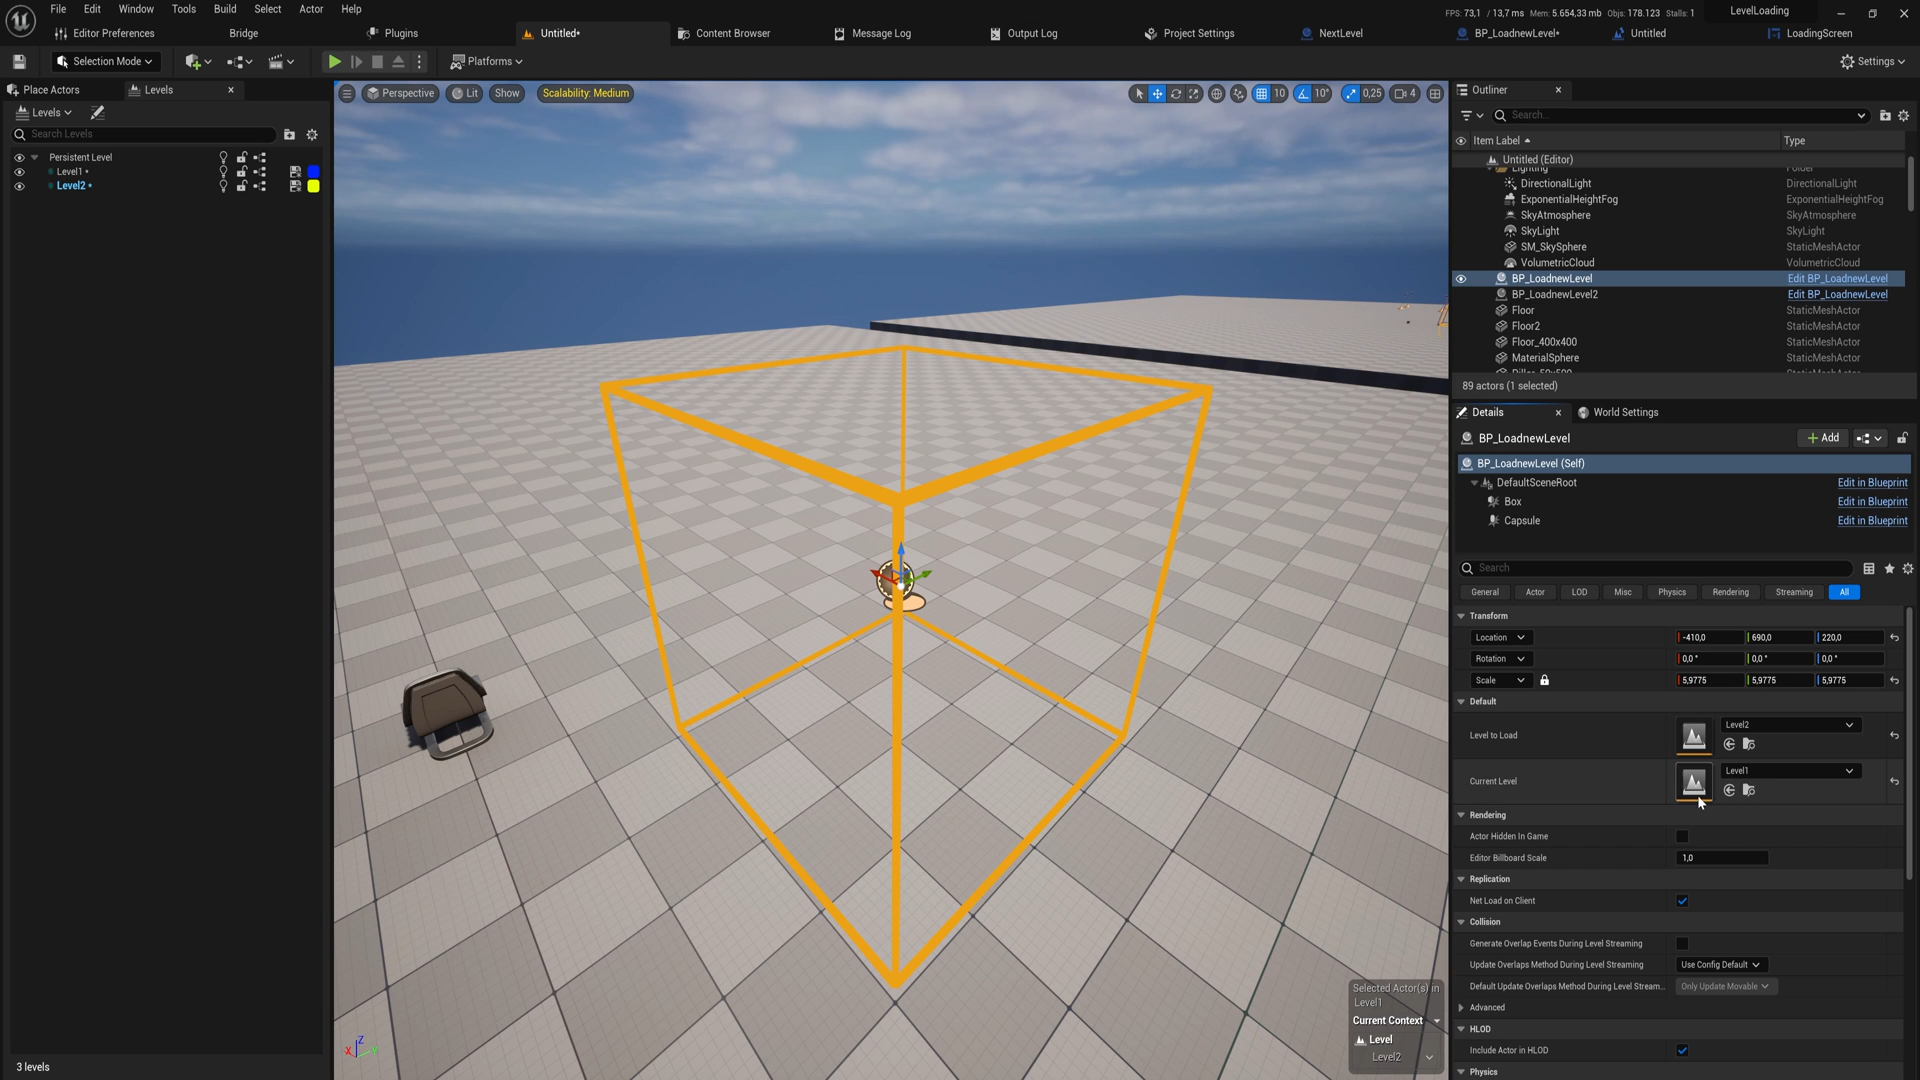 File Edit Window Tools Build Select Actor Help
FPS: 73,1 / 13,7 ms Mem: 5.654,33 mb Objs: 178.123 Stalls: 1
LevelLoading
Editor Preferences
Bridge
Plugins
Untitled*
Content Browser
Message Log
Output Log
Project Settings
NextLevel
BP_LoadnewLevel*
Untitled
LoadingScreen
Selection Mode
Platforms
Settings
Place Actors
Levels
Levels
Search Levels
Persistent Level
Level1 *
Level2 *
3 levels
Perspective
Lit
Show
Scalability: Medium
10
10°
0,25
4
Selected Actor(s) in
Level1
Current Context
Level
Level2
Outliner
Search...
Item Label
Type
Untitled (Editor)
Lighting Folder
DirectionalLight DirectionalLight
ExponentialHeightFog ExponentialHeightFog
SkyAtmosphere SkyAtmosphere
SkyLight SkyLight
SM_SkySphere StaticMeshActor
VolumetricCloud VolumetricCloud
BP_LoadnewLevel Edit BP_LoadnewLevel
BP_LoadnewLevel2 Edit BP_LoadnewLevel
Floor StaticMeshActor
Floor2 StaticMeshActor
Floor_400x400 StaticMeshActor
MaterialSphere StaticMeshActor
89 actors (1 selected)
Details
World Settings
BP_LoadnewLevel
Add
BP_LoadnewLevel (Self)
DefaultSceneRoot Edit in Blueprint
Box Edit in Blueprint
Capsule Edit in Blueprint
Search
General Actor LOD Misc Physics Rendering Streaming All
Transform
Location -410,0 690,0 220,0
Rotation 0,0 ° 0,0 ° 0,0 °
Scale 5,9775 5,9775 5,9775
Default
Level to Load Level2
Current Level Level1
Rendering
Actor Hidden In Game
Editor Billboard Scale 1,0
Replication
Net Load on Client
Collision
Generate Overlap Events During Level Streaming
Update Overlaps Method During Level Streaming Use Config Default
Default Update Overlaps Method During Level Stream... Only Update Movable
Advanced
HLOD
Include Actor in HLOD
Physics
X Y Z